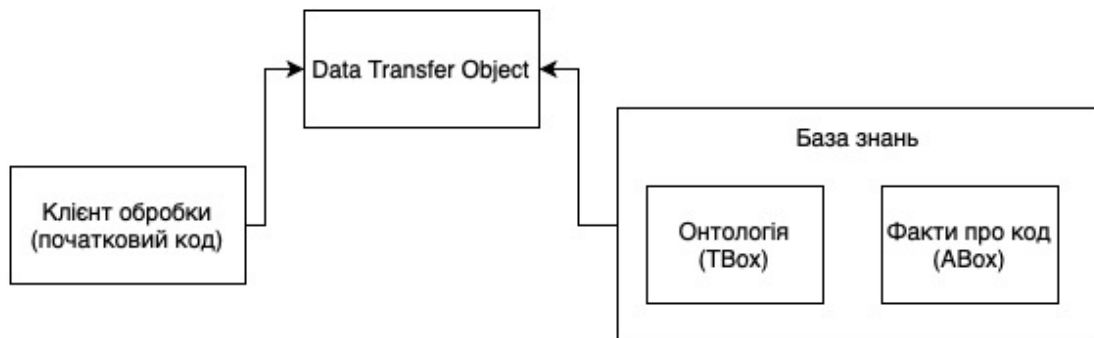 Data Transfer Object
База знань
Клієнт обробки
(початковий код)
Онтологія
(TBox)
Факти про код
(ABox)